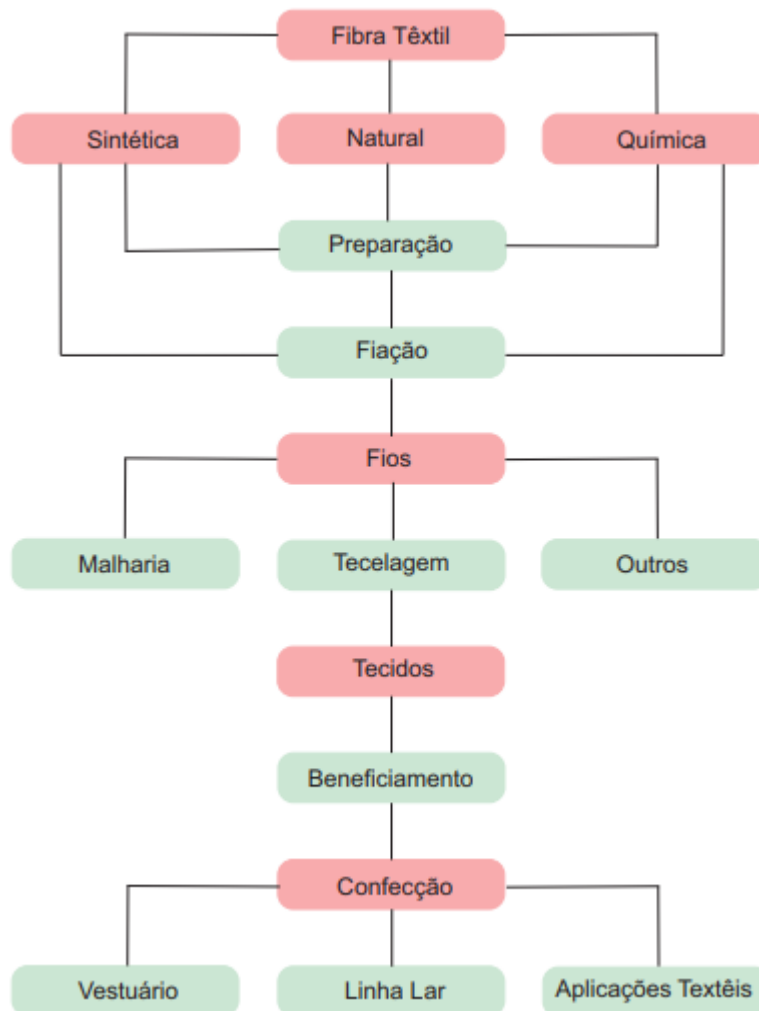 Fibra Têxtil
Sintética
Natural
Química
Preparação
Fiação
Fios
Malharia
Tecelagem
Outros
Tecidos
Beneficiamento
Confecção
Vestuário
Linha Lar
Aplicações Textêis